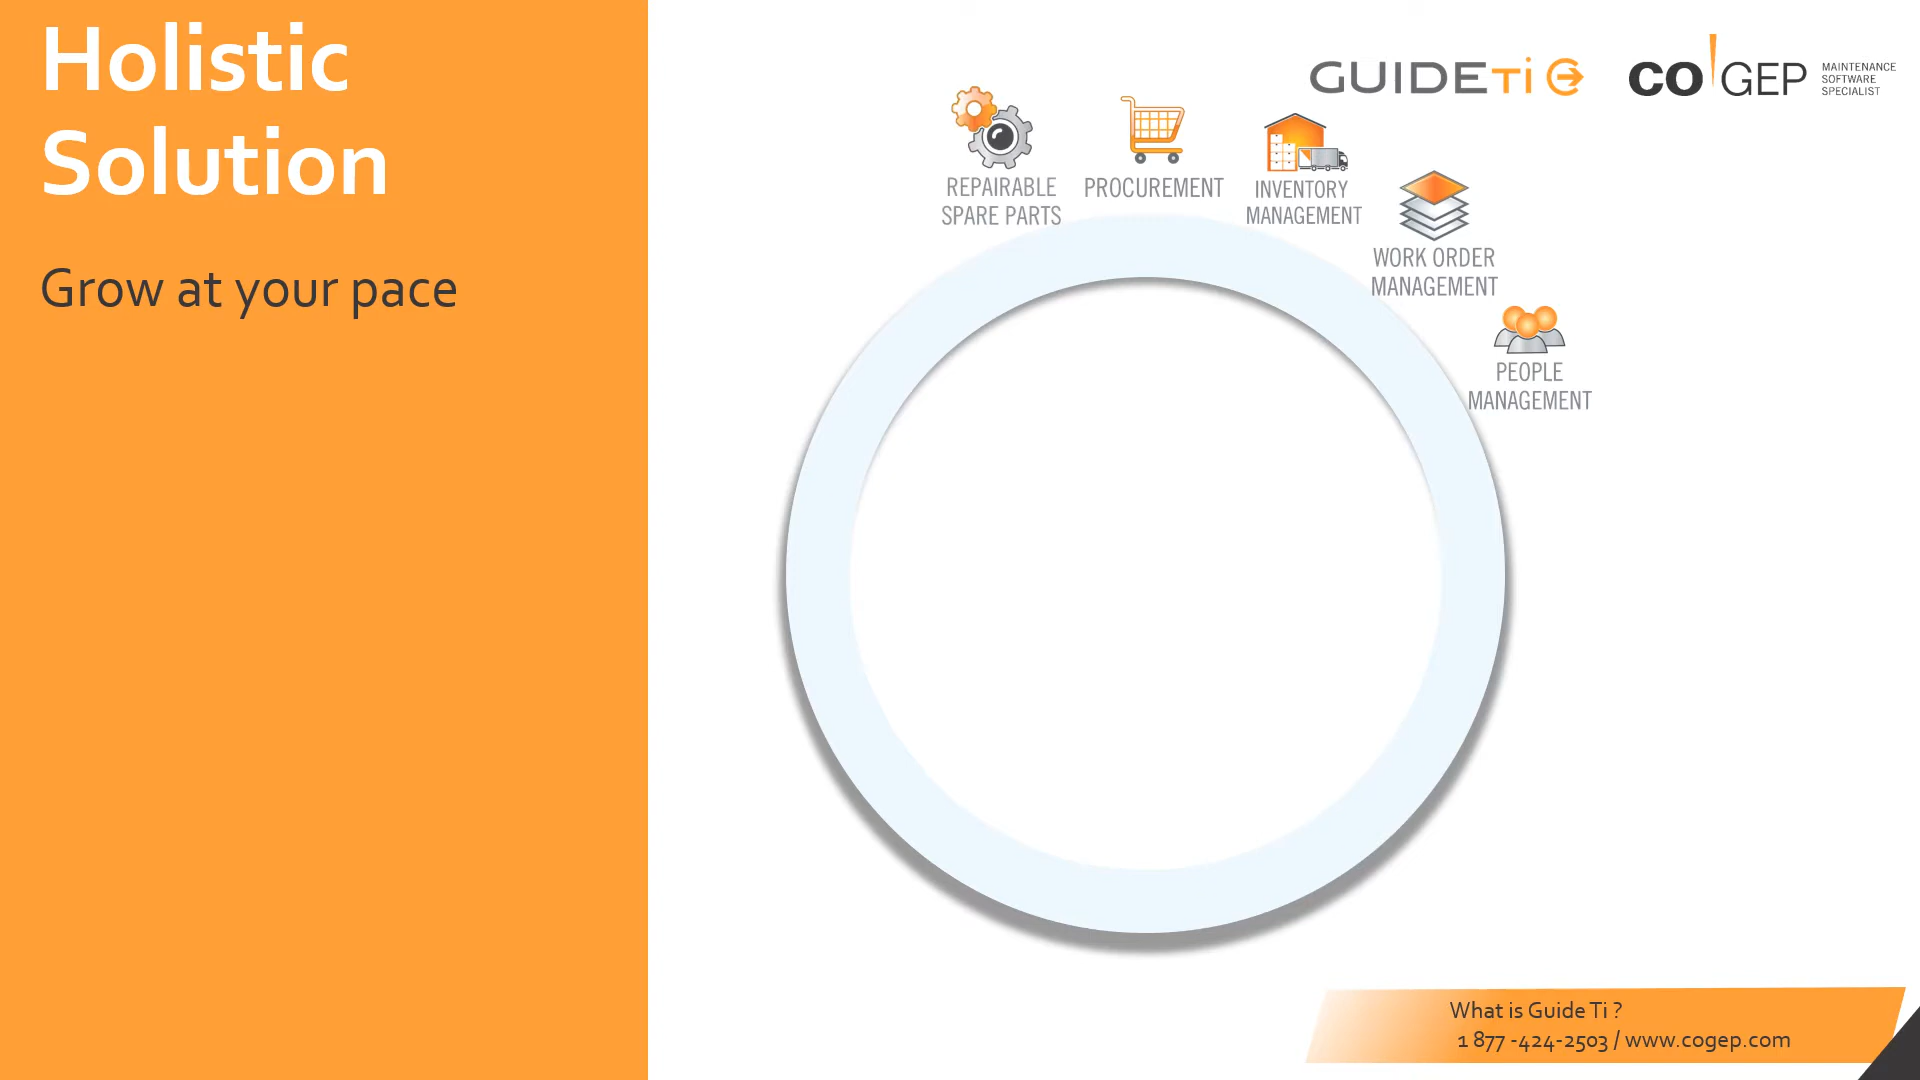 Holistic
Solution
Grow at your pace
GUIDETi
CO'GEP
MAINTENANCE
SOFTWARE
SPECIALIST
REPAIRABLE
SPARE PARTS
PROCUREMENT
INVENTORY
MANAGEMENT
WORK ORDER
MANAGEMENT
PEOPLE
MANAGEMENT
What is Guide Ti ?
1 877 -424-2503 / www.cogep.com